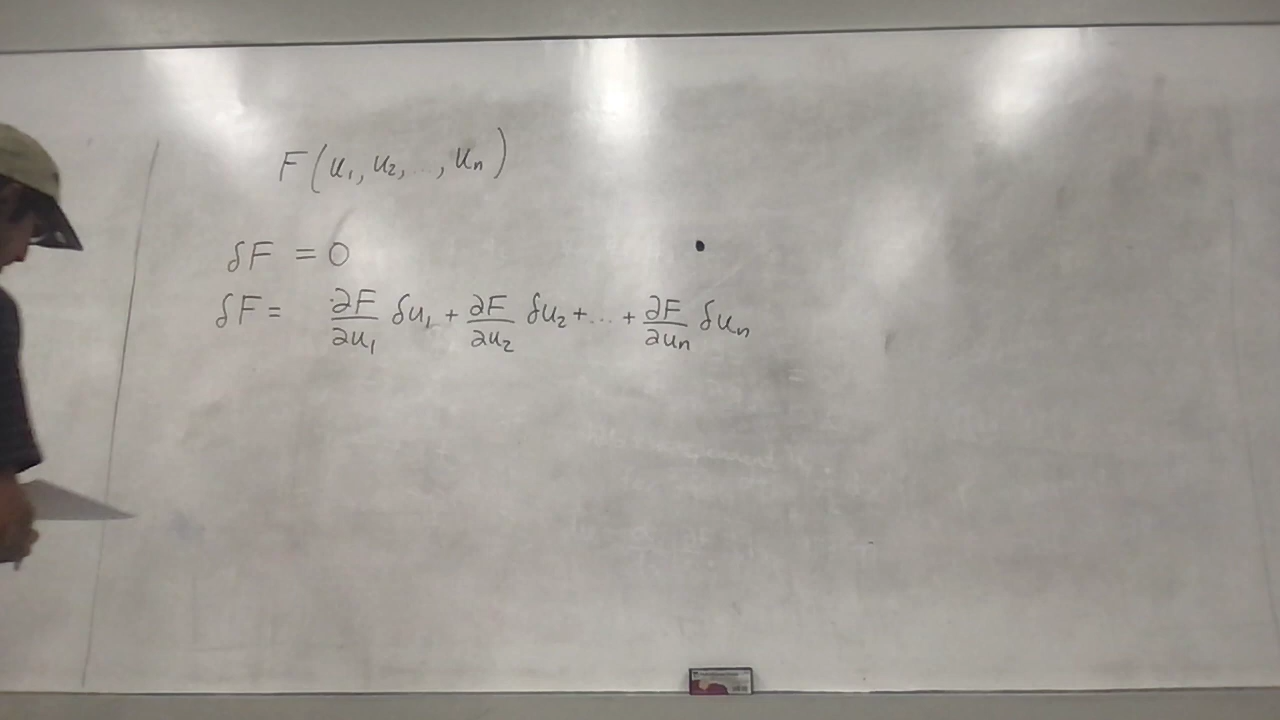 F(u₁, u₂, ..., uₙ)
δF = 0
δF = ∂F/∂u₁ δu₁ + ∂F/∂u₂ δu₂ + ... + ∂F/∂uₙ δuₙ